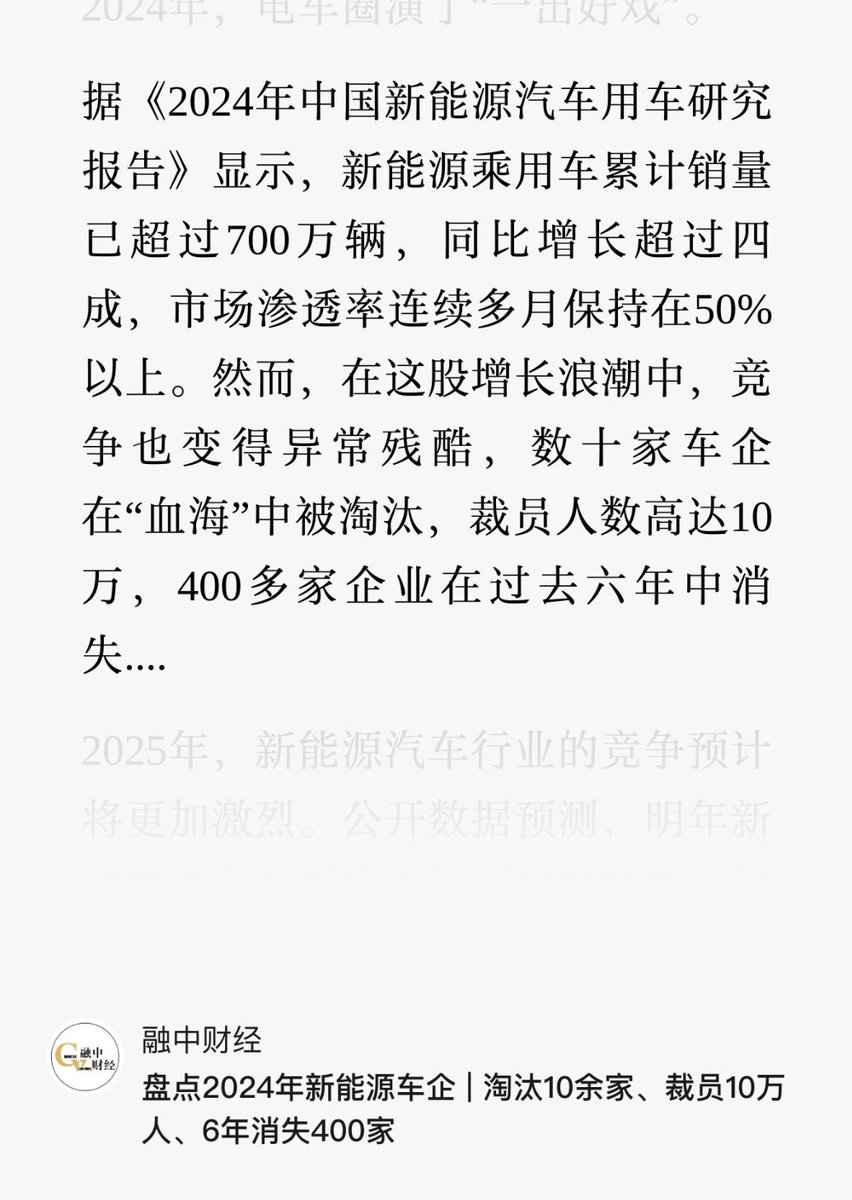 2024年，电车圈演了“一出好戏”。
据《2024年中国新能源汽车用车研究
报告》显示，新能源乘用车累计销量
已超过700万辆，同比增长超过四
成，市场渗透率连续多月保持在50%
以上。然而，在这股增长浪潮中，竞
争也变得异常残酷，数十家车企
在“血海”中被淘汰，裁员人数高达10
万，400多家企业在过去六年中消
失....
2025年，新能源汽车行业的竞争预计
将更加激烈。公开数据预测，明年新
融中
财经
融中财经
盘点2024年新能源车企 | 淘汰10余家、裁员10万
人、6年消失400家